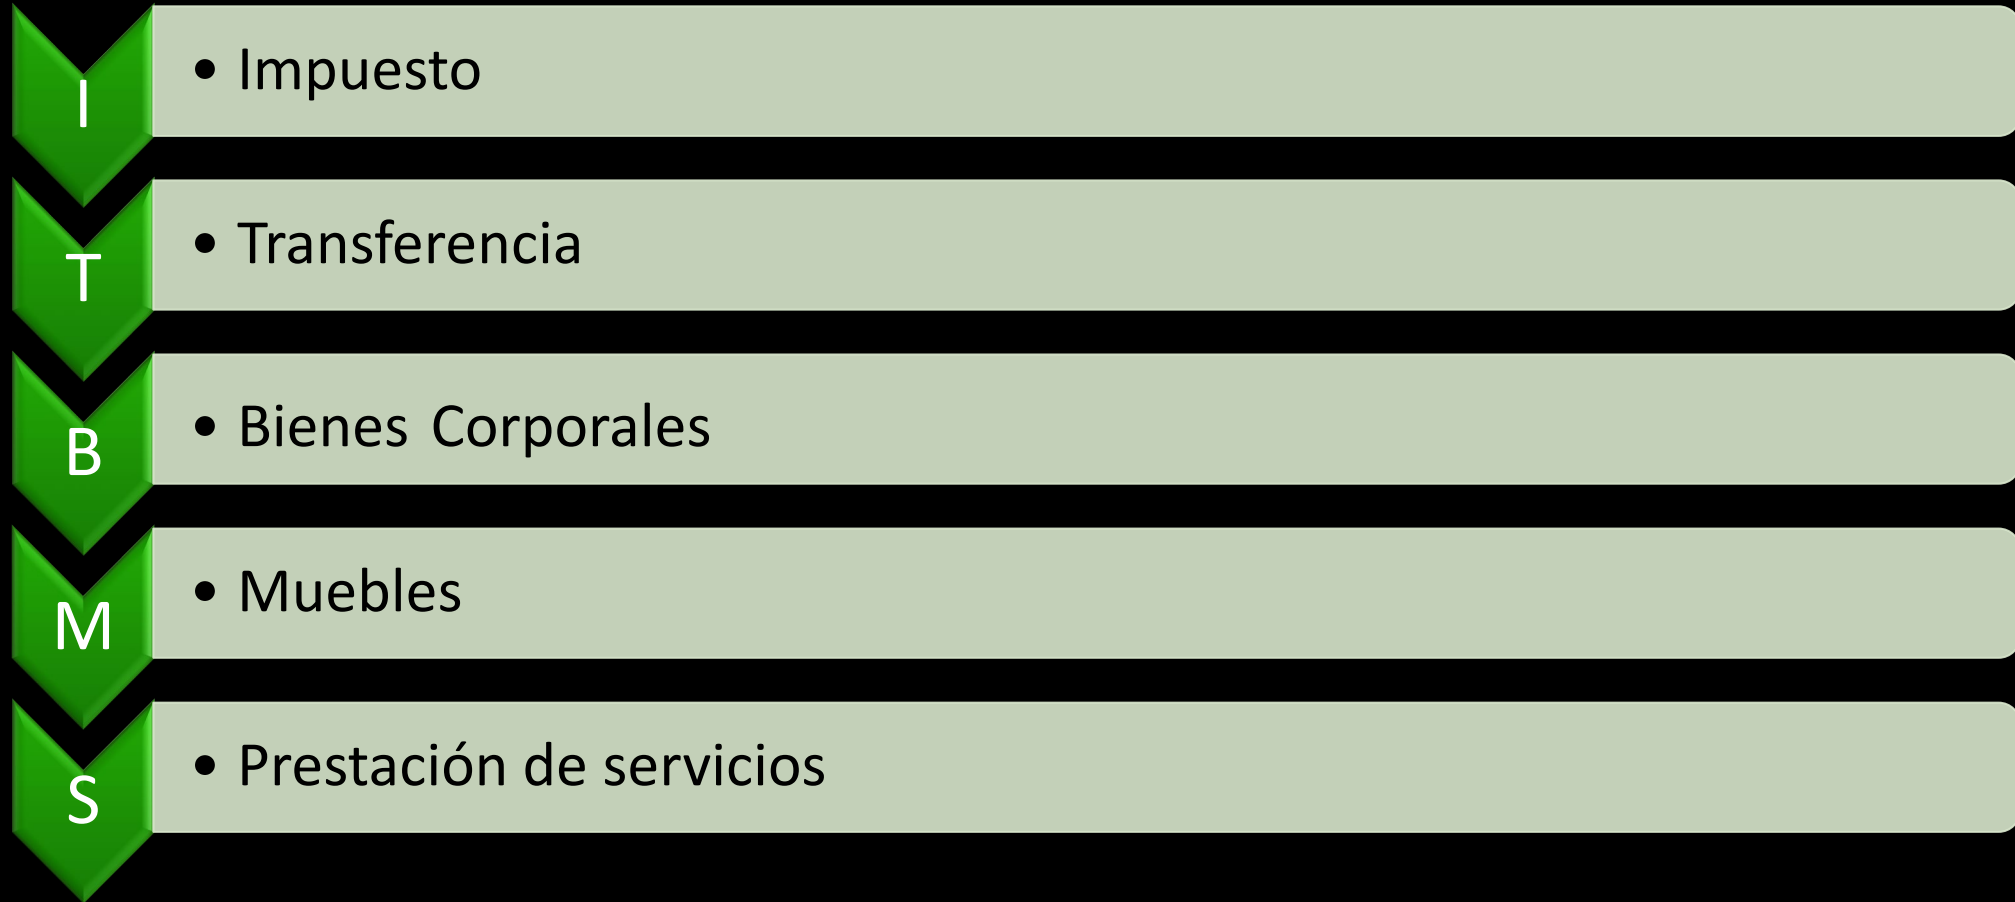 I
• Impuesto
T
• Transferencia
B
• Bienes Corporales
M
• Muebles
S
• Prestación de servicios